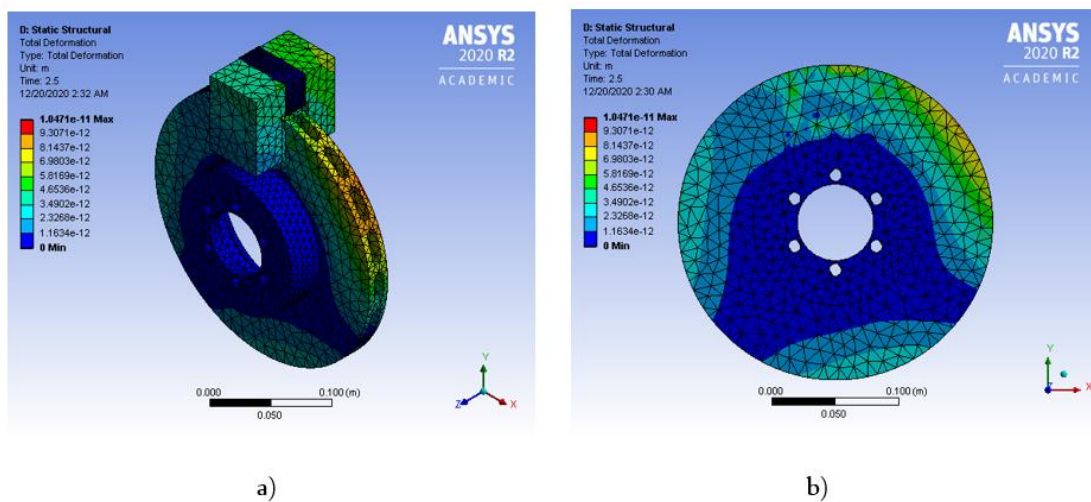 D: Static Structural
Total Deformation
Type: Total Deformation
Unit: m
Time: 2.5
12/20/2020 2:32 AM
1.0471e-11 Max
9.3071e-12
8.1437e-12
6.9803e-12
5.8169e-12
4.6536e-12
3.4902e-12
2.3268e-12
1.1634e-12
0 Min
ANSYS
2020 R2
ACADEMIC
0.000
0.100 (m)
0.050
Y
Z
X
a)
D: Static Structural
Total Deformation
Type: Total Deformation
Unit: m
Time: 2.5
12/20/2020 2:30 AM
1.0471e-11 Max
9.3071e-12
8.1437e-12
6.9803e-12
5.8169e-12
4.6536e-12
3.4902e-12
2.3268e-12
1.1634e-12
0 Min
ANSYS
2020 R2
ACADEMIC
0.000
0.100 (m)
0.050
Y
Z
X
b)